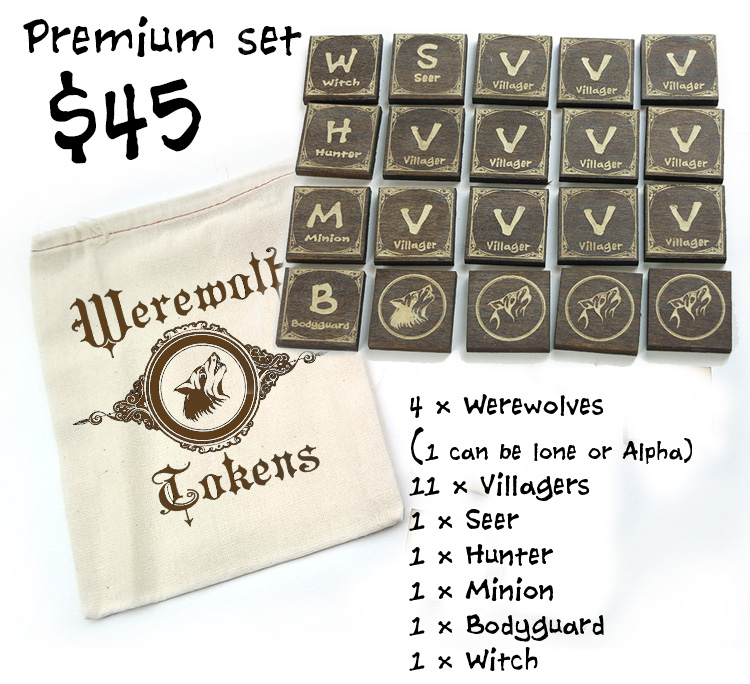 Premium set
$45
W S V V V
Witch Seer Villager Villager Villager
H V V V V
Hunter Villager Villager Villager Villager
M V V V V
Minion Villager Villager Villager Villager
B
Bodyguard
Werewolf
Tokens
4 x Werewolves
(1 can be lone or Alpha)
11 x Villagers
1 x Seer
1 x Hunter
1 x Minion
1 x Bodyguard
1 x Witch